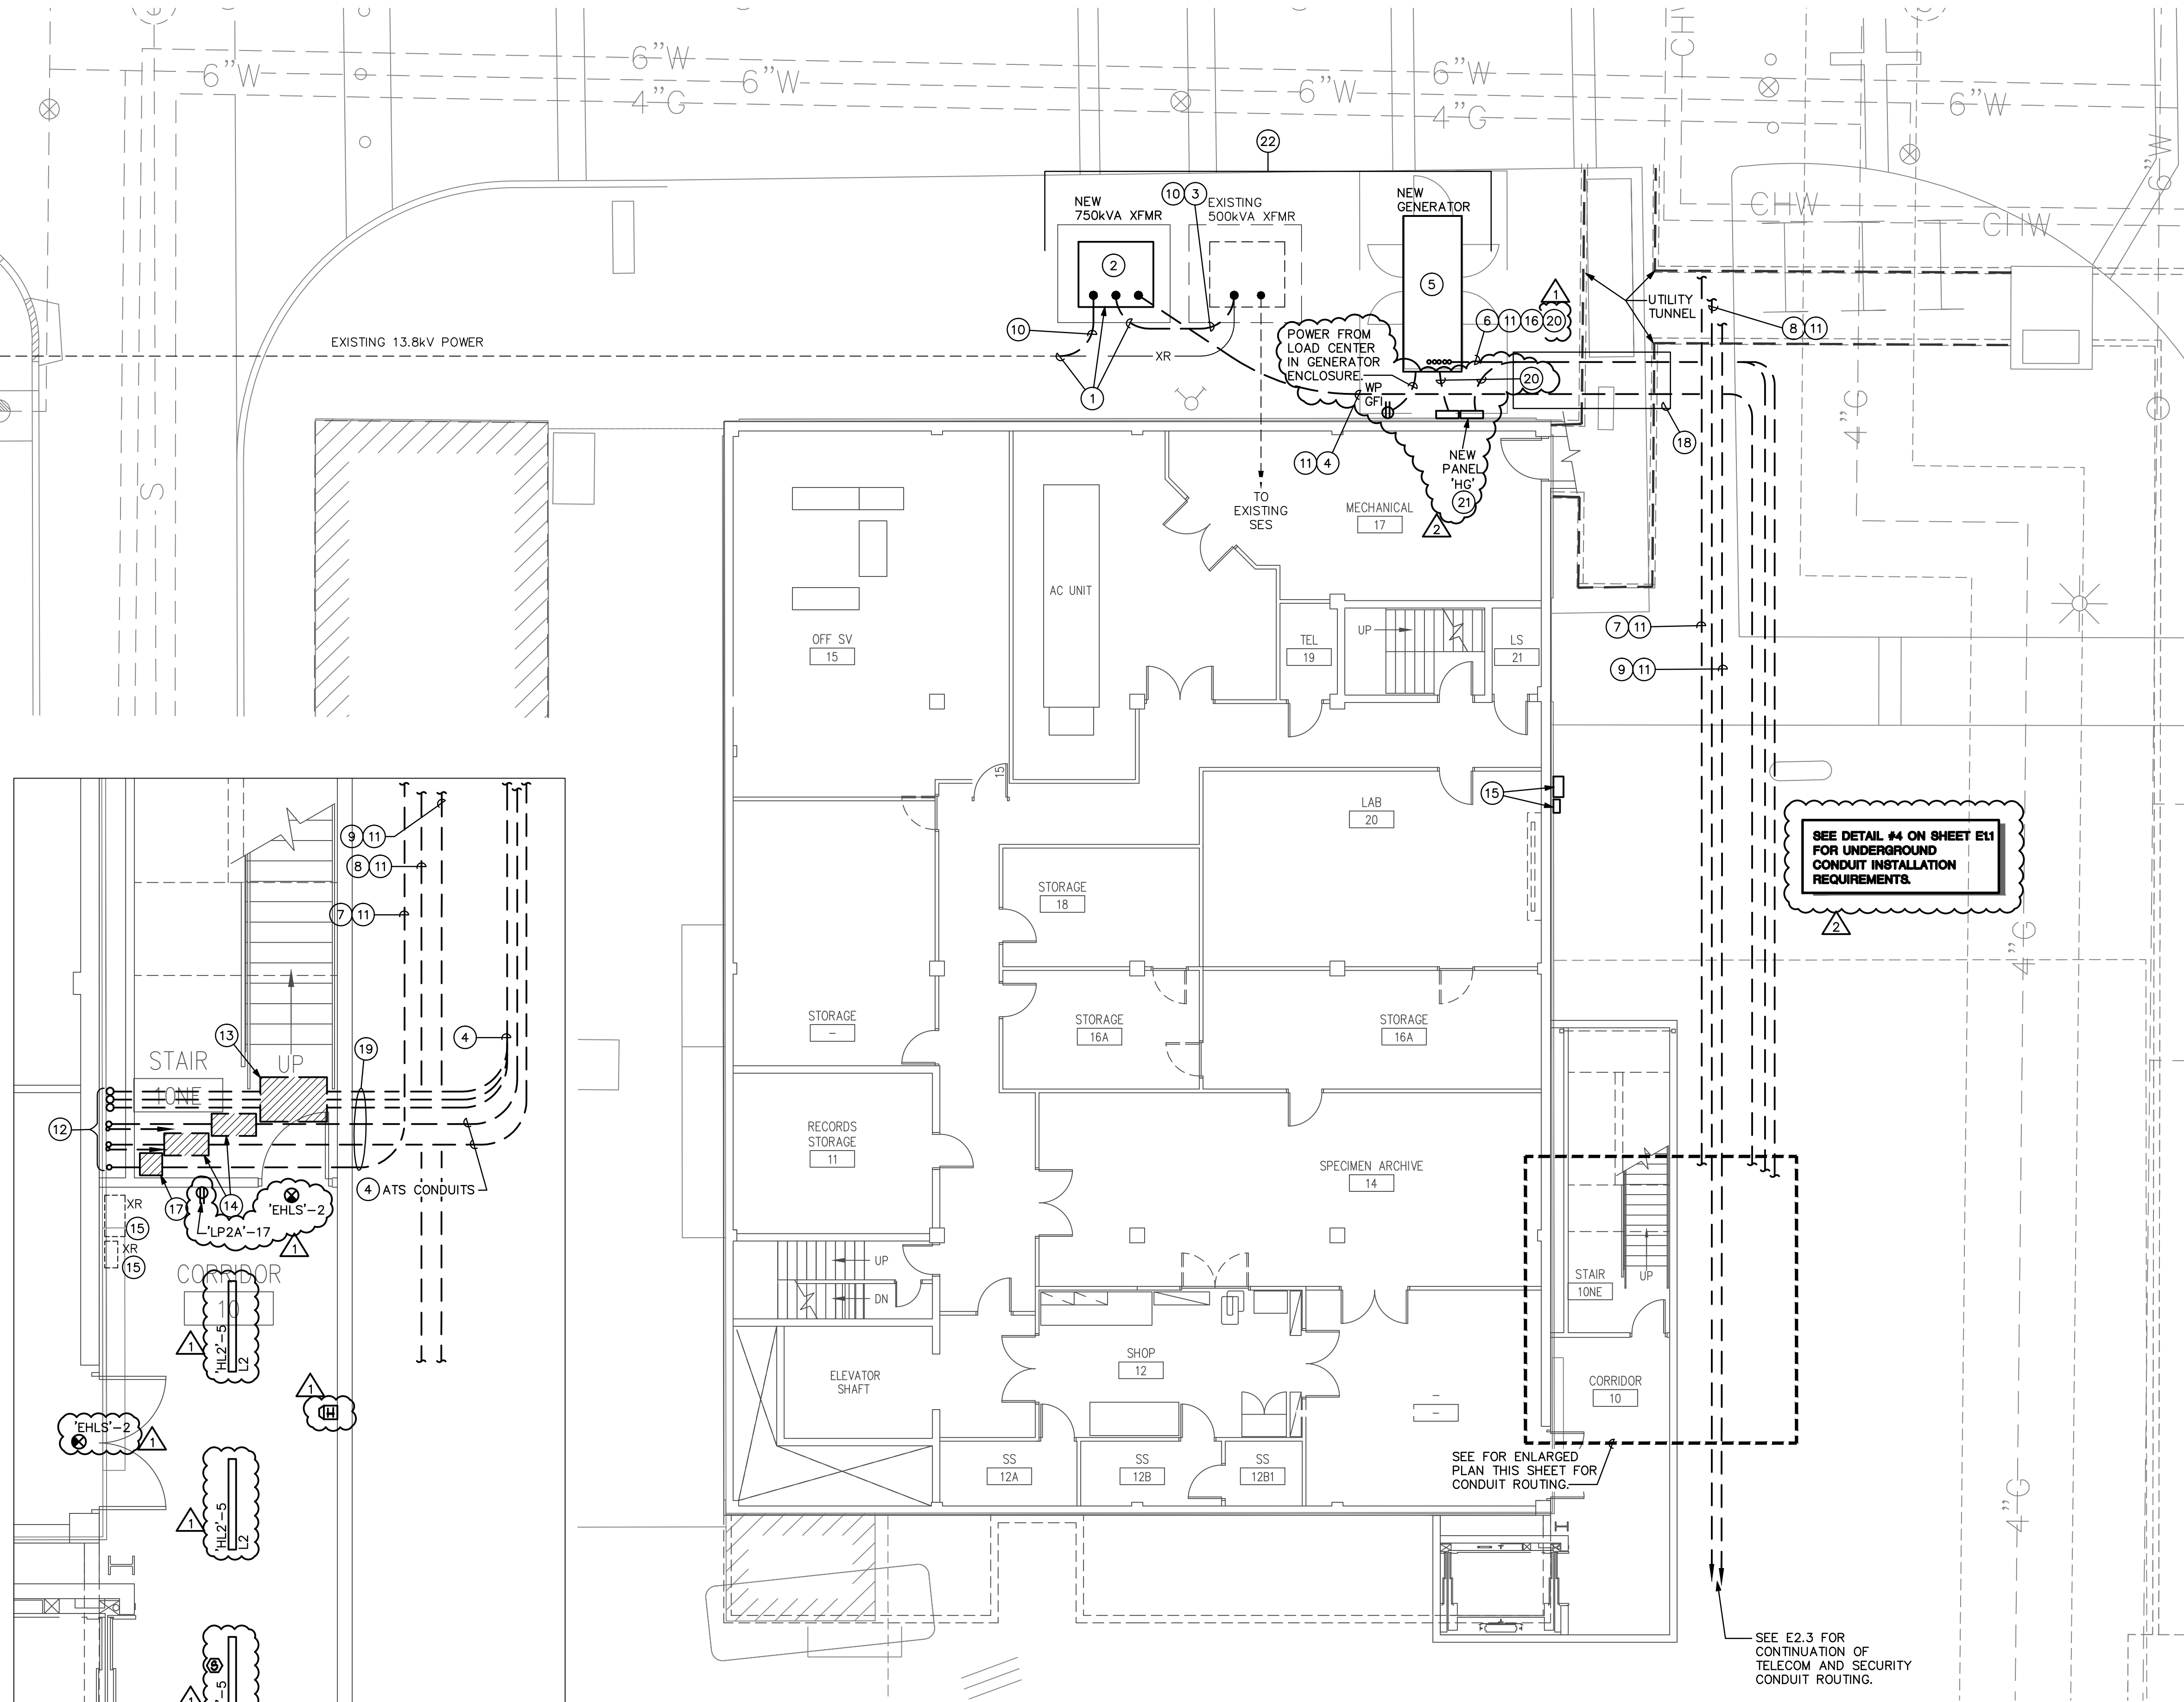 6"W
6"W
6"W
6"W
6"W
6"W
4"G
4"G
CHW
CHW
CHW
6"W
22
NEW
750kVA XFMR
10 3
EXISTING
500kVA XFMR
NEW
GENERATOR
2
5
1
6 11 16 20
UTILITY
TUNNEL
8 11
10
EXISTING 13.8kV POWER
XR
1
POWER FROM
LOAD CENTER
IN GENERATOR
ENCLOSURE
WP
GFI
20
18
11 4
NEW
PANEL
'HG'
21
2
TO
EXISTING
SES
MECHANICAL
17
S
4"G
AC UNIT
OFF SV
15
TEL
19
UP
LS
21
7 11
9 11
15
15
LAB
20
SEE DETAIL #4 ON SHEET E1.1
FOR UNDERGROUND
CONDUIT INSTALLATION
REQUIREMENTS.
2
4"G
STORAGE
18
STORAGE
–
STORAGE
16A
STORAGE
16A
RECORDS
STORAGE
11
SPECIMEN ARCHIVE
14
UP
DN
ELEVATOR
SHAFT
SHOP
12
–
–
SS
12A
SS
12B
SS
12B1
STAIR
10NE
UP
CORRIDOR
10
SEE FOR ENLARGED
PLAN THIS SHEET FOR
CONDUIT ROUTING.
4"G
SEE E2.3 FOR
CONTINUATION OF
TELECOM AND SECURITY
CONDUIT ROUTING.
9 11
8 11
7 11
13
4
19
STAIR
10NE
UP
12
4 ATS CONDUITS
17
14
'EHLS'-2
'LP2A'-17
1
XR
15
XR
15
CORRIDOR
10
'HL2'-5
L2
1
1
H
'EHLS'-2
1
'HL2'-5
L2
1
S
1